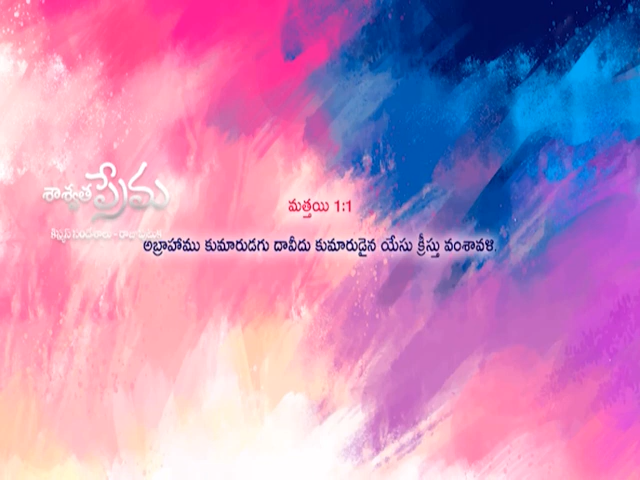 శాశ్వత ప్రేమ
మత్తయి 1:1
అబ్రాహాము కుమారుడగు దావీదు కుమారుడైన యేసు క్రీస్తు వంశావళి.